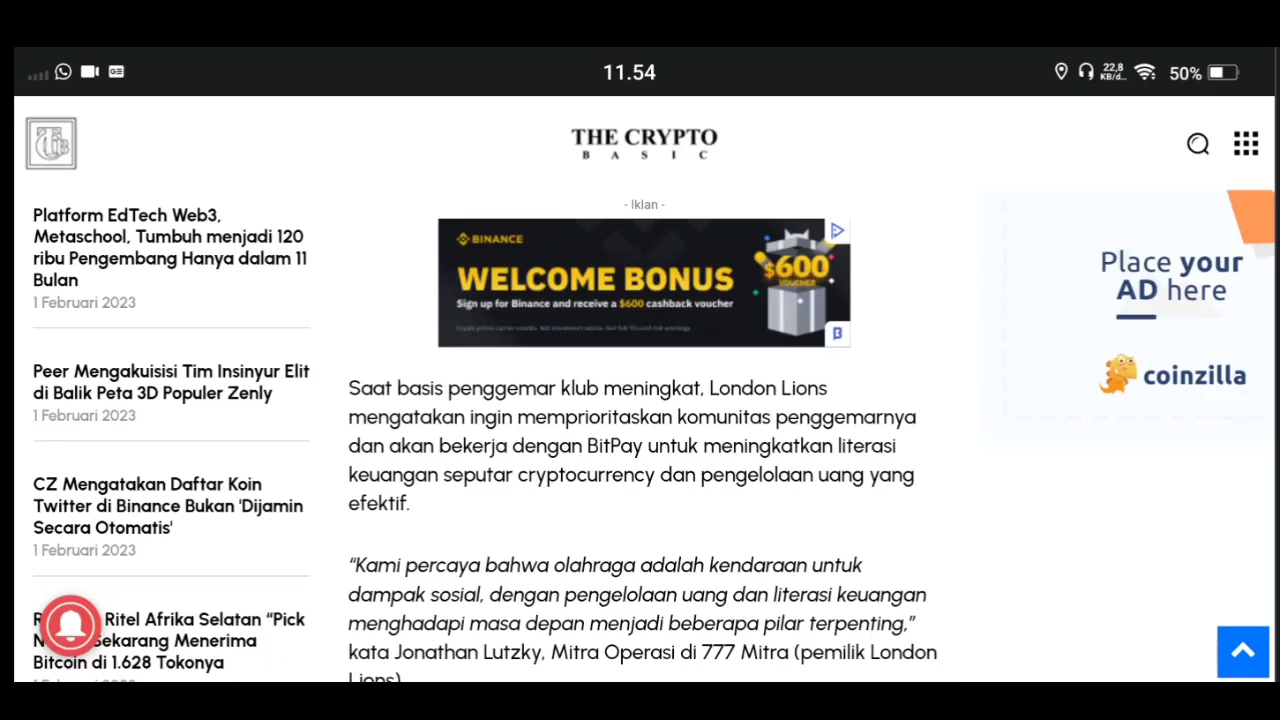 11.54
22,8
KB/d...
50%
THE CRYPTO
BASIC
Platform EdTech Web3,
Metaschool, Tumbuh menjadi 120
ribu Pengembang Hanya dalam 11
Bulan
1 Februari 2023
Peer Mengakuisisi Tim Insinyur Elit
di Balik Peta 3D Populer Zenly
1 Februari 2023
CZ Mengatakan Daftar Koin
Twitter di Binance Bukan 'Dijamin
Secara Otomatis'
1 Februari 2023
Ritel Afrika Selatan “Pick
Sekarang Menerima
Bitcoin di 1.628 Tokonya
- Iklan -
BINANCE
WELCOME BONUS
Sign up for Binance and receive a $600 cashback voucher
$600
VOUCHER
Saat basis penggemar klub meningkat, London Lions
mengatakan ingin memprioritaskan komunitas penggemarnya
dan akan bekerja dengan BitPay untuk meningkatkan literasi
keuangan seputar cryptocurrency dan pengelolaan uang yang
efektif.
“Kami percaya bahwa olahraga adalah kendaraan untuk
dampak sosial, dengan pengelolaan uang dan literasi keuangan
menghadapi masa depan menjadi beberapa pilar terpenting,”
kata Jonathan Lutzky, Mitra Operasi di 777 Mitra (pemilik London
Lions)
Place your
AD here
coinzilla